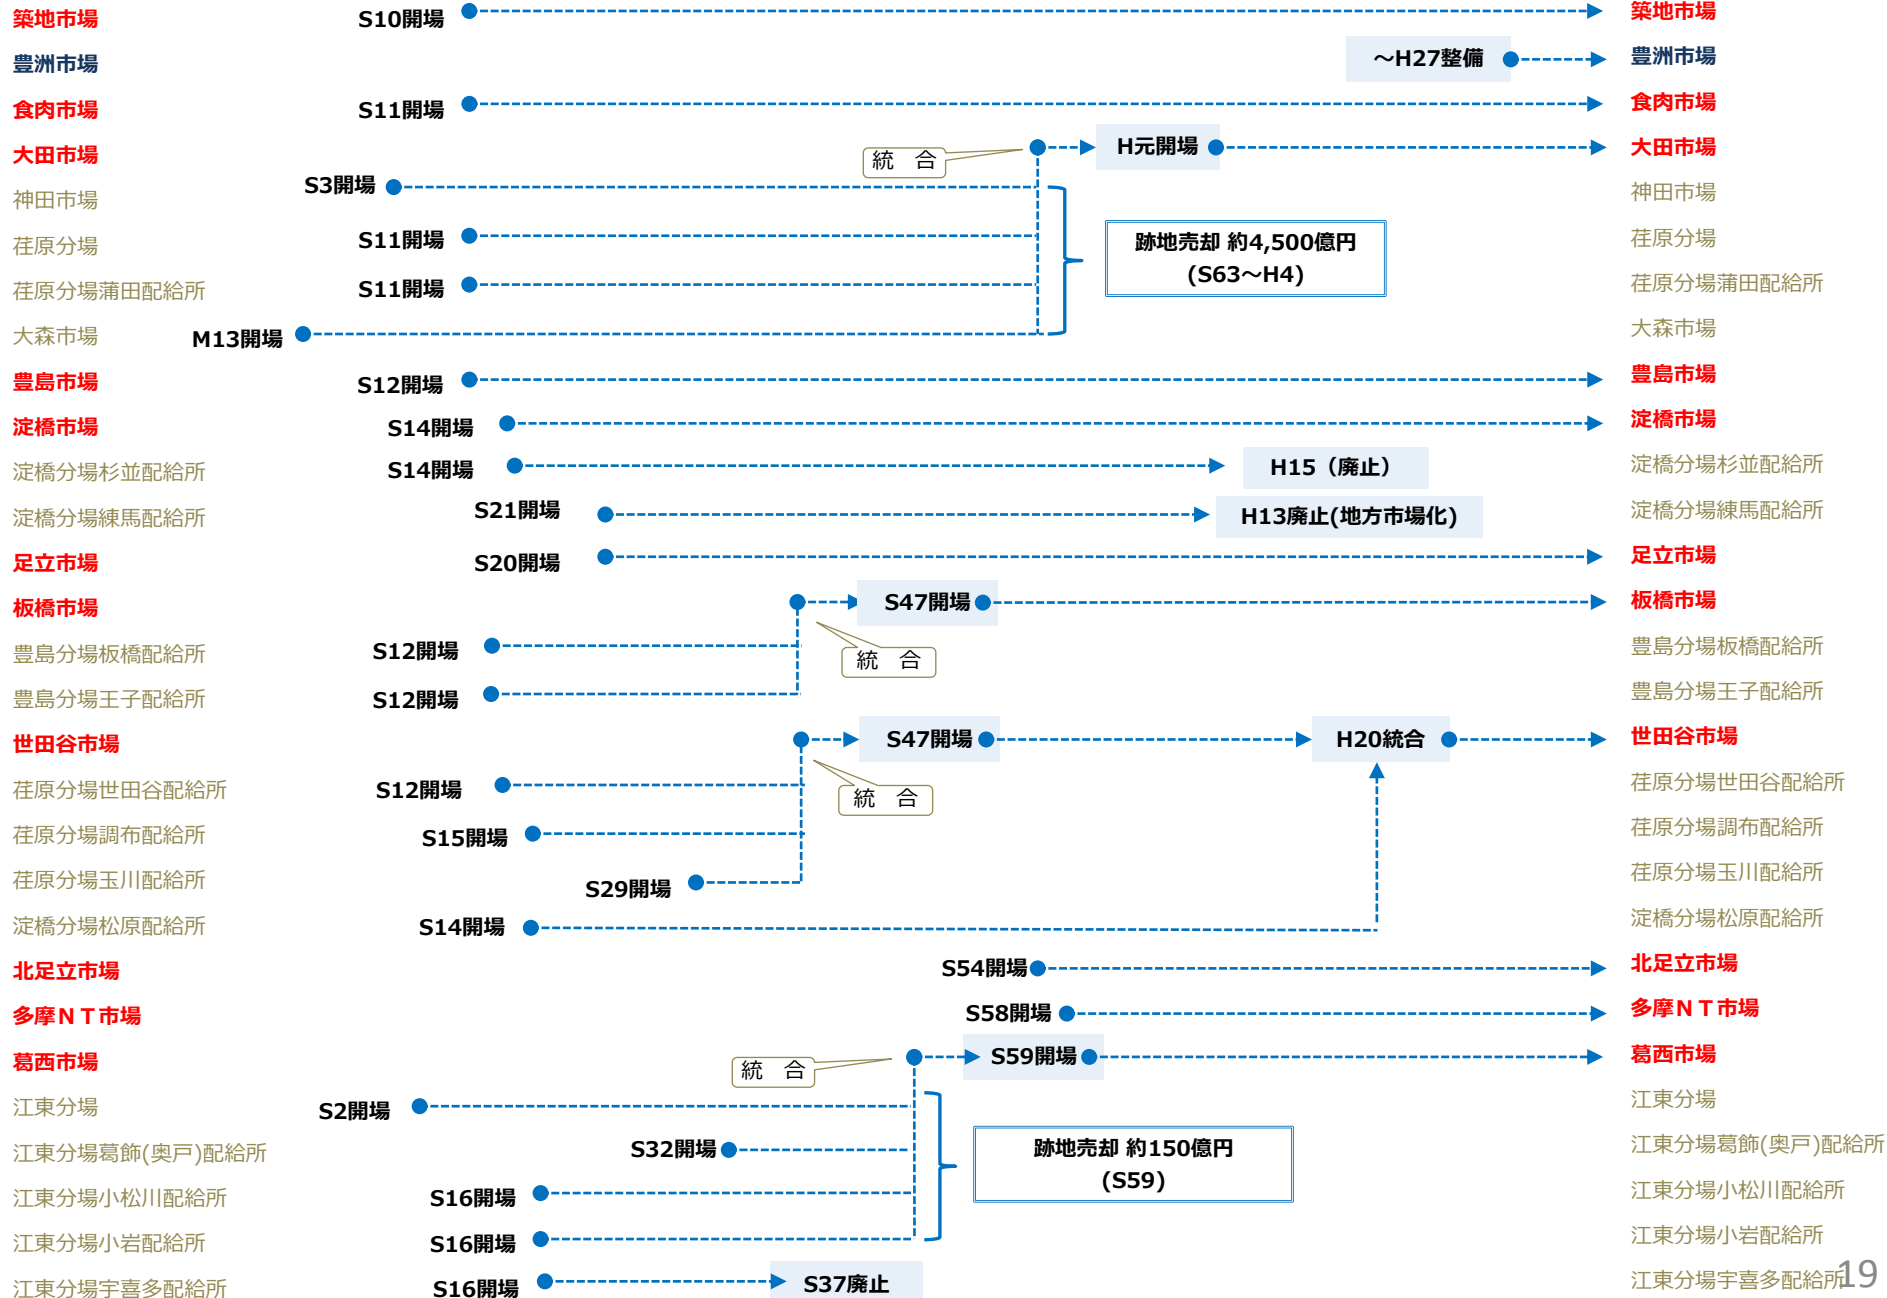 築地市場 S10開場 築地市場
豊洲市場 ～H27整備 豊洲市場
食肉市場 S11開場 食肉市場
大田市場 統　合 H元開場 大田市場
神田市場 S3開場 神田市場
荏原分場 S11開場 跡地売却 約4,500億円 荏原分場
(S63～H4)
荏原分場蒲田配給所 S11開場 荏原分場蒲田配給所
大森市場 M13開場 大森市場
豊島市場 S12開場 豊島市場
淀橋市場 S14開場 淀橋市場
淀橋分場杉並配給所 S14開場 H15（廃止） 淀橋分場杉並配給所
淀橋分場練馬配給所 S21開場 H13廃止(地方市場化) 淀橋分場練馬配給所
足立市場 S20開場 足立市場
板橋市場 S47開場 板橋市場
豊島分場板橋配給所 S12開場 統　合 豊島分場板橋配給所
豊島分場王子配給所 S12開場 豊島分場王子配給所
世田谷市場 S47開場 H20統合 世田谷市場
荏原分場世田谷配給所 S12開場 統　合 荏原分場世田谷配給所
荏原分場調布配給所 S15開場 荏原分場調布配給所
荏原分場玉川配給所 S29開場 荏原分場玉川配給所
淀橋分場松原配給所 S14開場 淀橋分場松原配給所
北足立市場 S54開場 北足立市場
多摩ＮＴ市場 S58開場 多摩ＮＴ市場
葛西市場 統　合 S59開場 葛西市場
江東分場 S2開場 江東分場
江東分場葛飾(奥戸)配給所 S32開場 跡地売却 約150億円 江東分場葛飾(奥戸)配給所
(S59)
江東分場小松川配給所 S16開場 江東分場小松川配給所
江東分場小岩配給所 S16開場 江東分場小岩配給所
江東分場宇喜多配給所 S16開場 S37廃止 江東分場宇喜多配給所
19